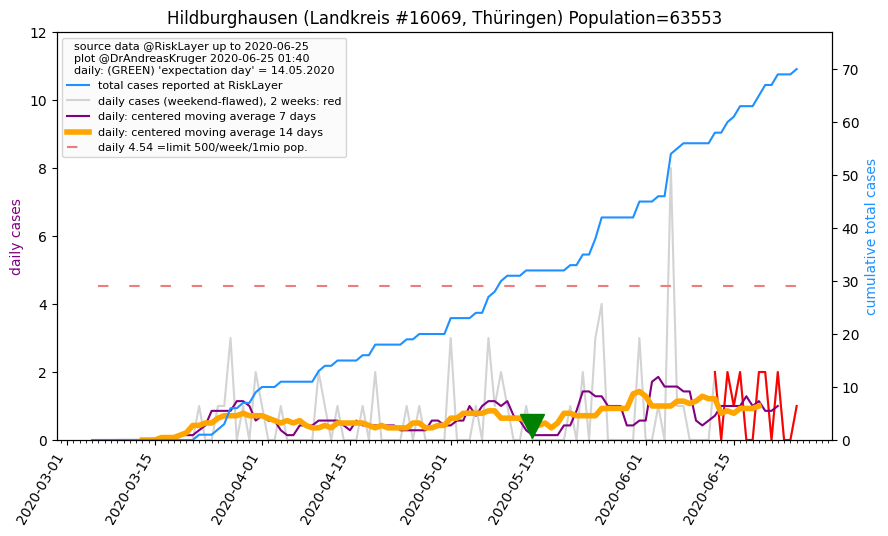 Hildburghausen (Landkreis #16069, Thüringen) Population=63553
source data @RiskLayer up to 2020-06-25
plot @DrAndreasKruger 2020-06-25 01:40
daily: (GREEN) 'expectation day' = 14.05.2020
total cases reported at RiskLayer
daily cases (weekend-flawed), 2 weeks: red
daily: centered moving average 7 days
daily: centered moving average 14 days
daily 4.54 =limit 500/week/1mio pop.
daily cases
12
10
8
6
4
2
0
cumulative total cases
70
60
50
40
30
20
10
0
2020-03-01
2020-03-15
2020-04-01
2020-04-15
2020-05-01
2020-05-15
2020-06-01
2020-06-15